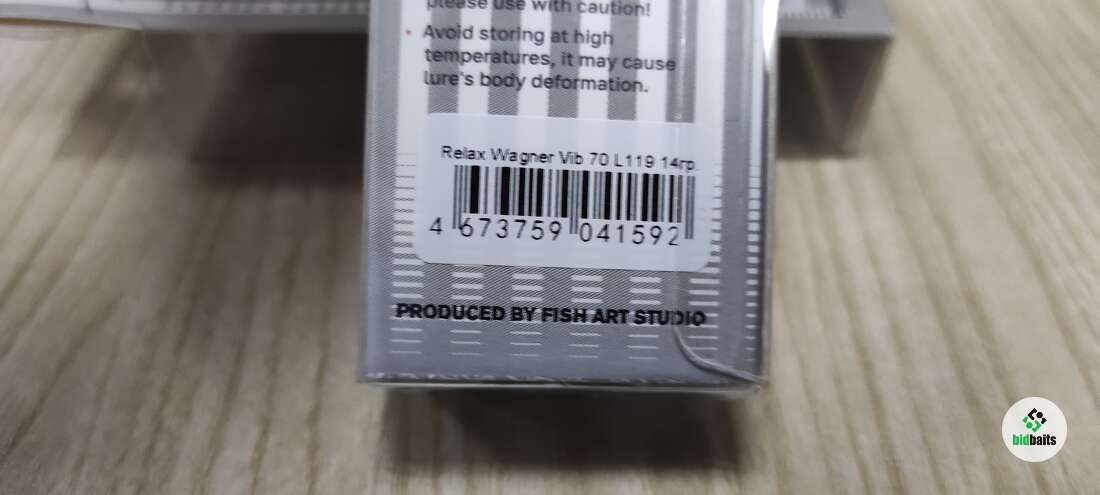 please use with caution!
• Avoid storing at high
temperatures, it may cause
lure's body deformation.
Relax Wagner Vib 70 L119 14гр.
4 673759 041592
PRODUCED BY FISH ART STUDIO
bidbaits